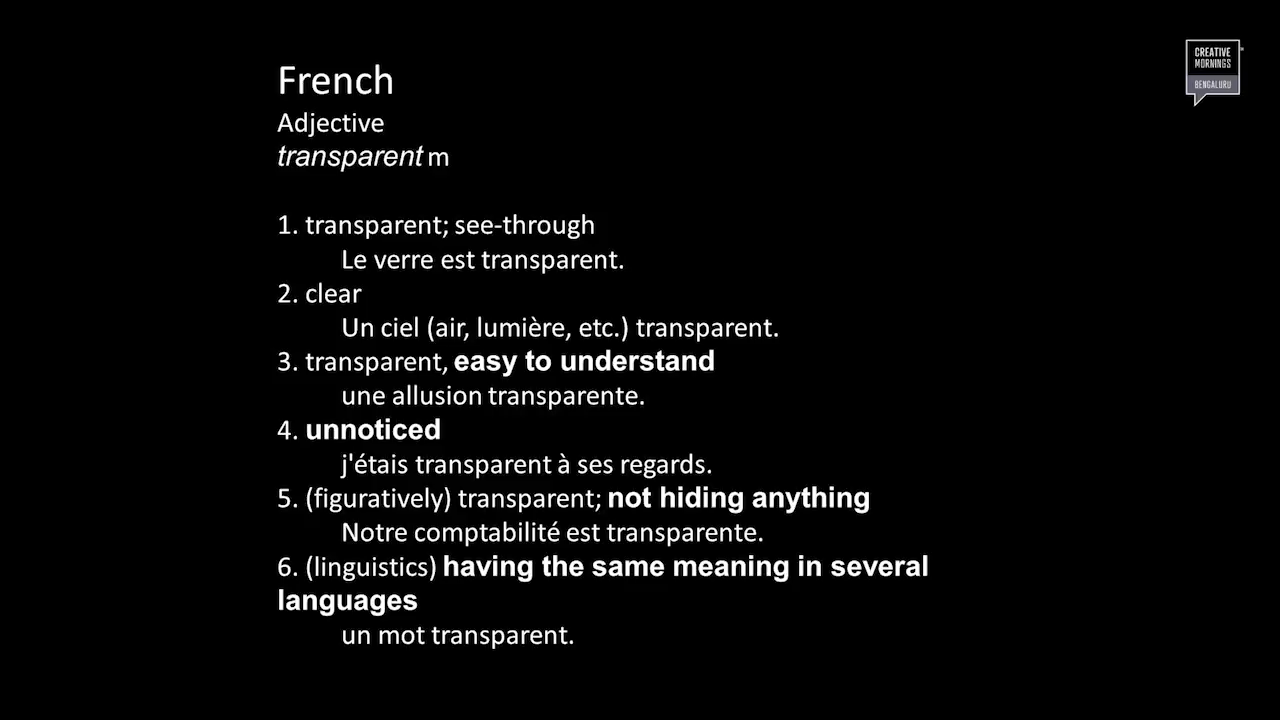 French
Adjective
transparent m
1. transparent; see-through
Le verre est transparent.
2. clear
Un ciel (air, lumière, etc.) transparent.
3. transparent, easy to understand
une allusion transparente.
4. unnoticed
j'étais transparent à ses regards.
5. (figuratively) transparent; not hiding anything
Notre comptabilité est transparente.
6. (linguistics) having the same meaning in several
languages
un mot transparent.
CREATIVE
MORNINGS
BENGALURU